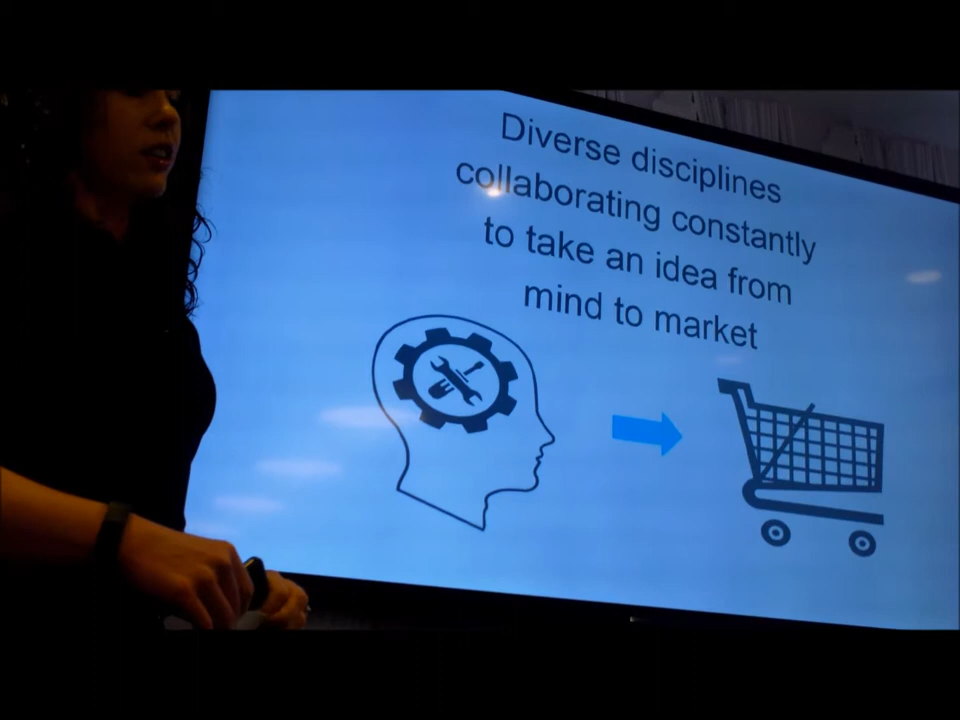 Diverse disciplines
collaborating constantly
to take an idea from
mind to market